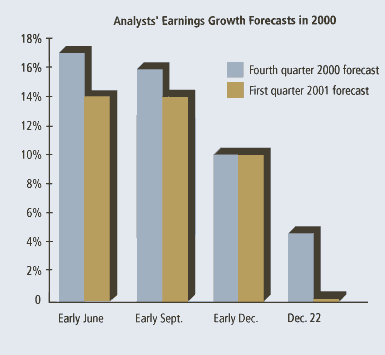 Analysts' Earnings Growth Forecasts in 2000
18%
16%
14%
12%
10%
8%
6%
4%
2%
0
Fourth quarter 2000 forecast
First quarter 2001 forecast
Early June
Early Sept.
Early Dec.
Dec. 22